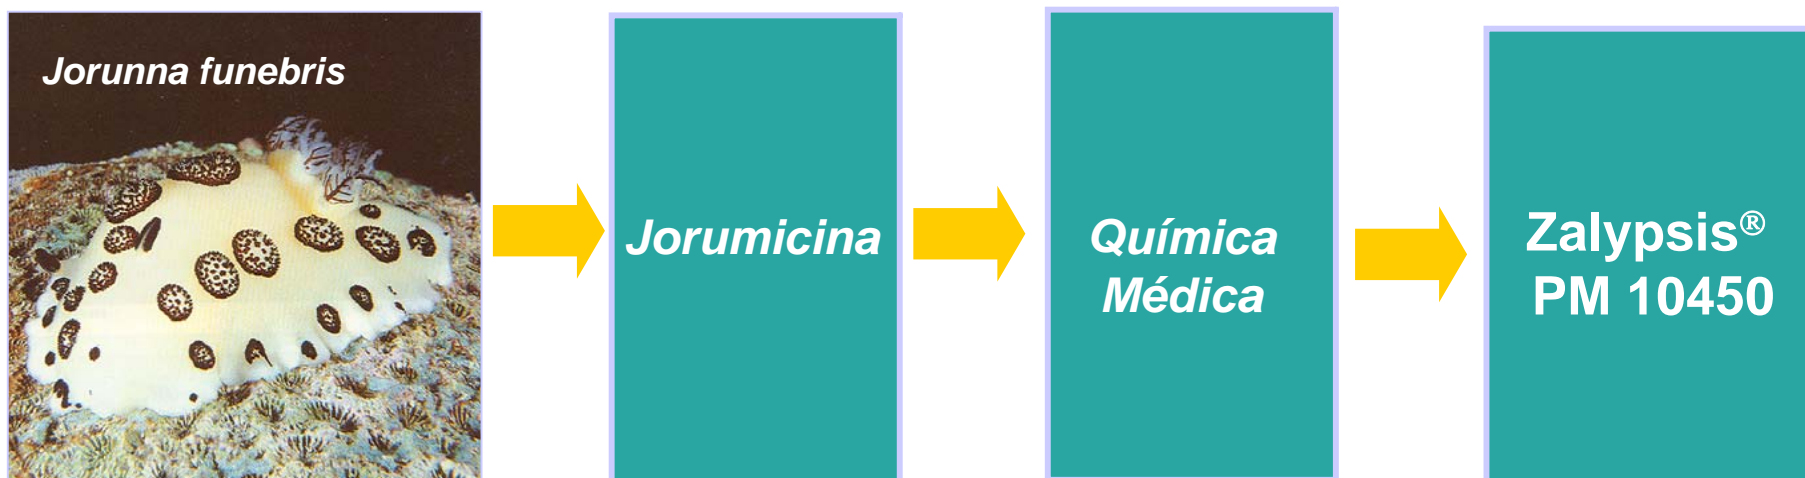 Jorunna funebris
Jorumicina
Química
Médica
Zalypsis®
PM 10450